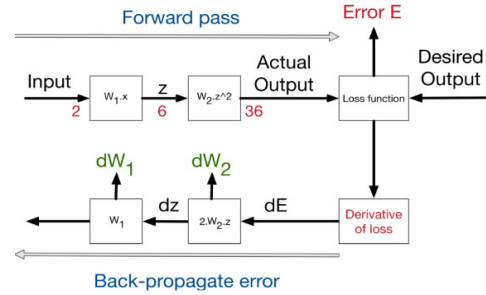 Forward pass
Error E
Input
2
W₁.x
z
6
W₂.z^2
36
Actual
Output
Loss function
Desired
Output
dW₁
dW₂
W₁
dz
2.W₂.z
dE
Derivative
of loss
Back-propagate error